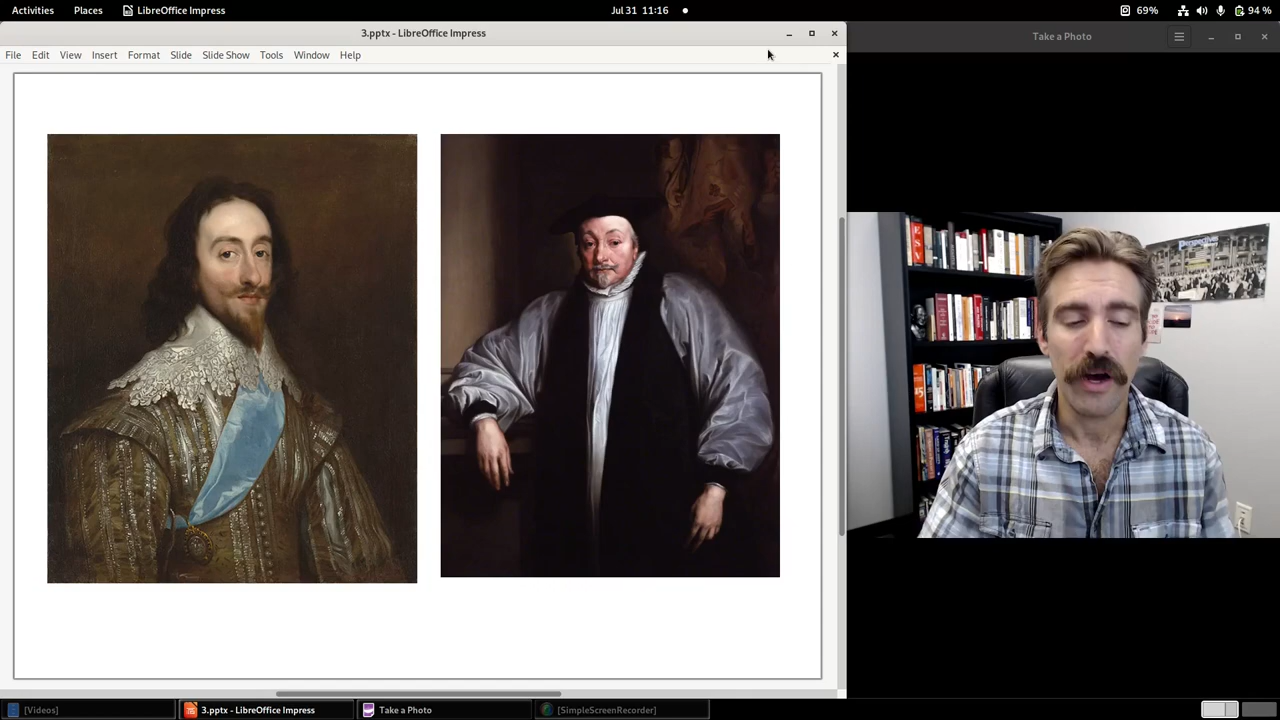 Activities Places LibreOffice Impress Jul 31 11:16 69% 94 %
3.pptx - LibreOffice Impress
Take a Photo
File Edit View Insert Format Slide Slide Show Tools Window Help
[Videos] 3.pptx - LibreOffice Impress Take a Photo [SimpleScreenRecorder]